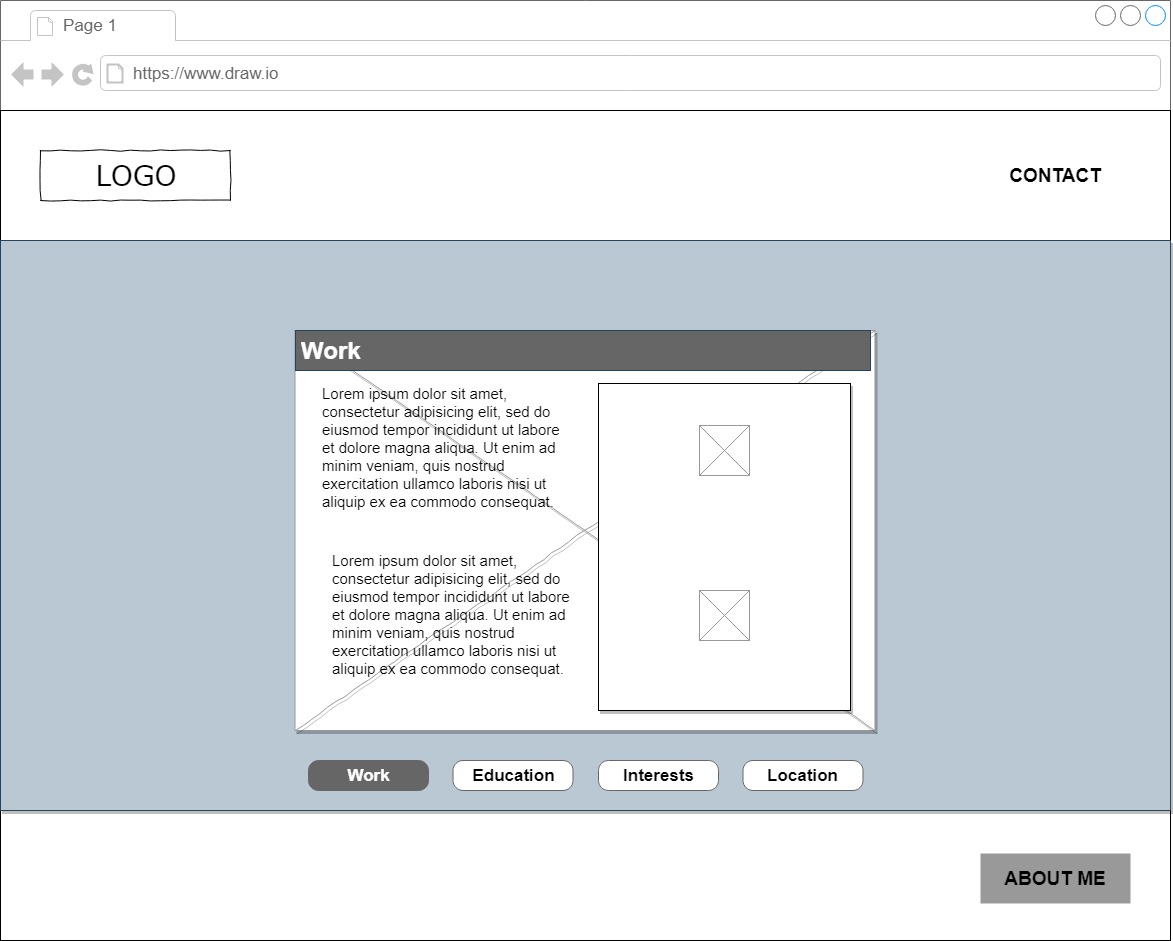 Page 1
https://www.draw.io
LOGO
CONTACT
Work
Lorem ipsum dolor sit amet,
consectetur adipisicing elit, sed do
eiusmod tempor incididunt ut labore
et dolore magna aliqua. Ut enim ad
minim veniam, quis nostrud
exercitation ullamco laboris nisi ut
aliquip ex ea commodo consequat.
Lorem ipsum dolor sit amet,
consectetur adipisicing elit, sed do
eiusmod tempor incididunt ut labore
et dolore magna aliqua. Ut enim ad
minim veniam, quis nostrud
exercitation ullamco laboris nisi ut
aliquip ex ea commodo consequat.
Work
Education
Interests
Location
ABOUT ME